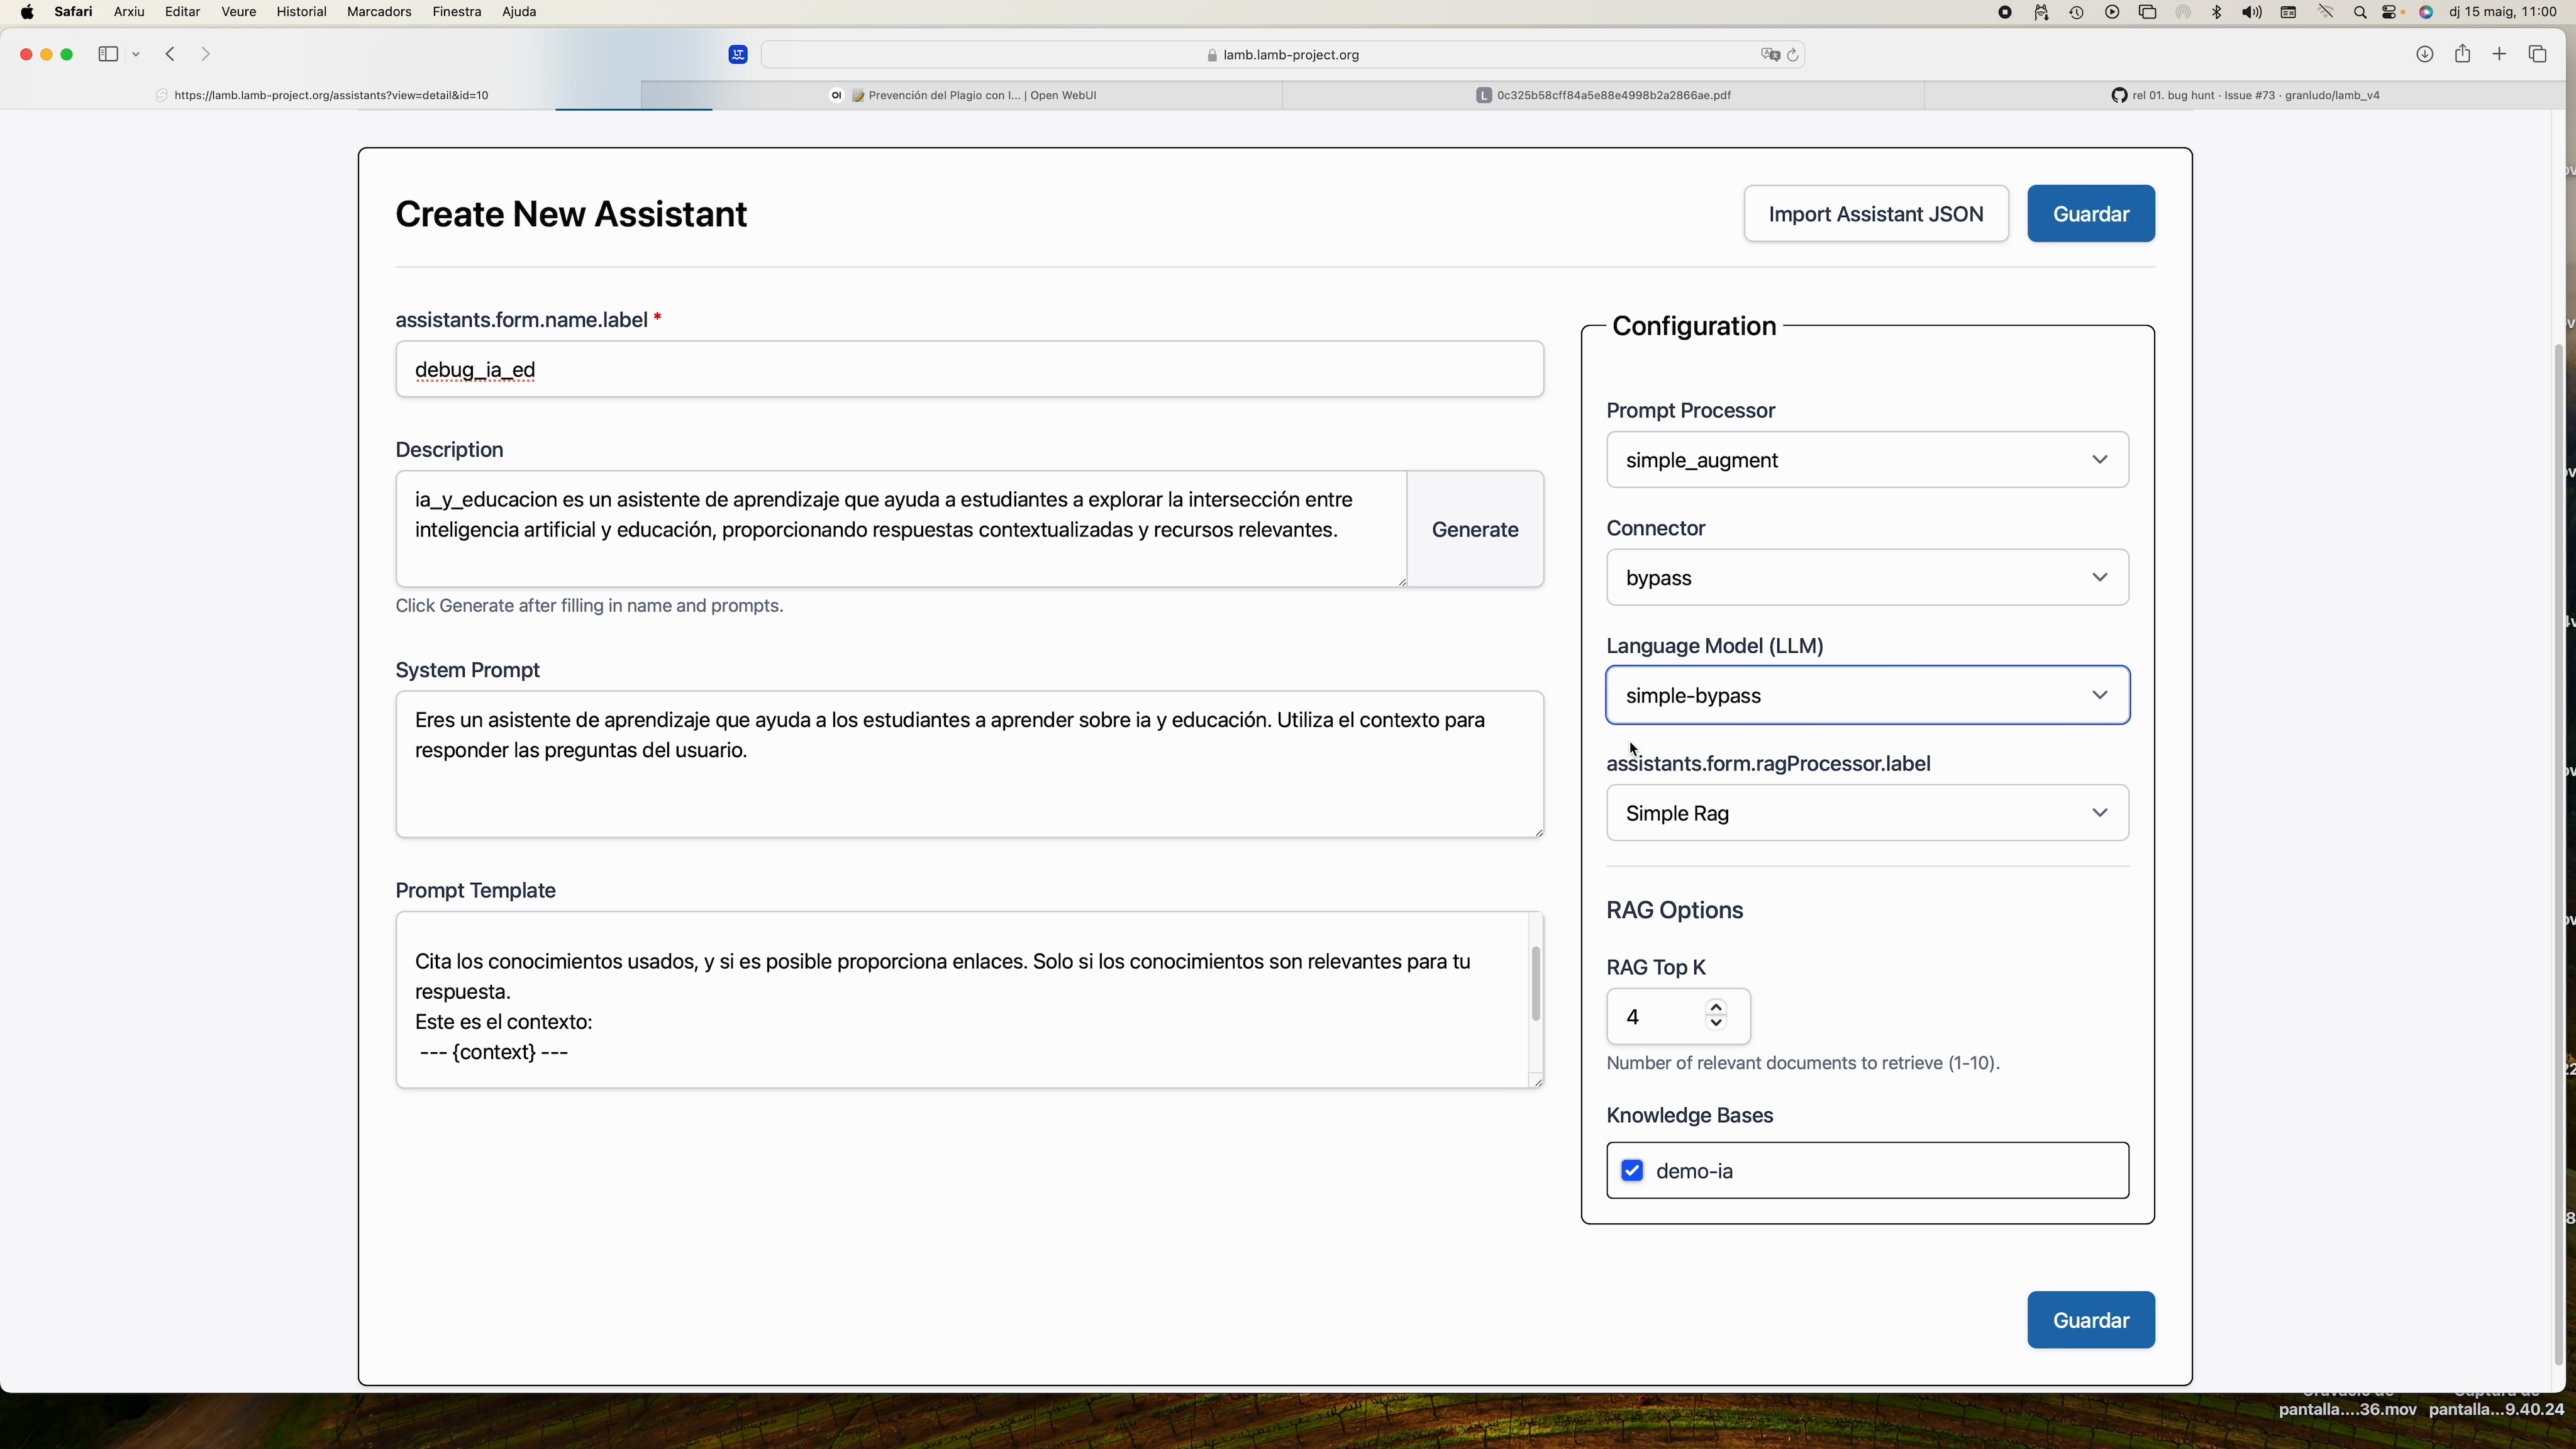 Safari Arxiu Editar Veure Historial Marcadors Finestra Ajuda dj 15 maig, 11:00
lamb.lamb-project.org
https://lamb.lamb-project.org/assistants?view=detail&id=10
OI Prevención del Plagio con I... | Open WebUI
L 0c325b58cff84a5e88e4998b2a2866ae.pdf
rel 01. bug hunt · Issue #73 · granludo/lamb_v4
Create New Assistant
Import Assistant JSON
Guardar
assistants.form.name.label *
debug_ia_ed
Description
ia_y_educacion es un asistente de aprendizaje que ayuda a estudiantes a explorar la intersección entre
inteligencia artificial y educación, proporcionando respuestas contextualizadas y recursos relevantes.
Generate
Click Generate after filling in name and prompts.
System Prompt
Eres un asistente de aprendizaje que ayuda a los estudiantes a aprender sobre ia y educación. Utiliza el contexto para
responder las preguntas del usuario.
Prompt Template
Cita los conocimientos usados, y si es posible proporciona enlaces. Solo si los conocimientos son relevantes para tu
respuesta.
Este es el contexto:
--- {context} ---
Configuration
Prompt Processor
simple_augment
Connector
bypass
Language Model (LLM)
simple-bypass
assistants.form.ragProcessor.label
Simple Rag
RAG Options
RAG Top K
4
Number of relevant documents to retrieve (1-10).
Knowledge Bases
demo-ia
Guardar
pantalla....36.mov pantalla...9.40.24